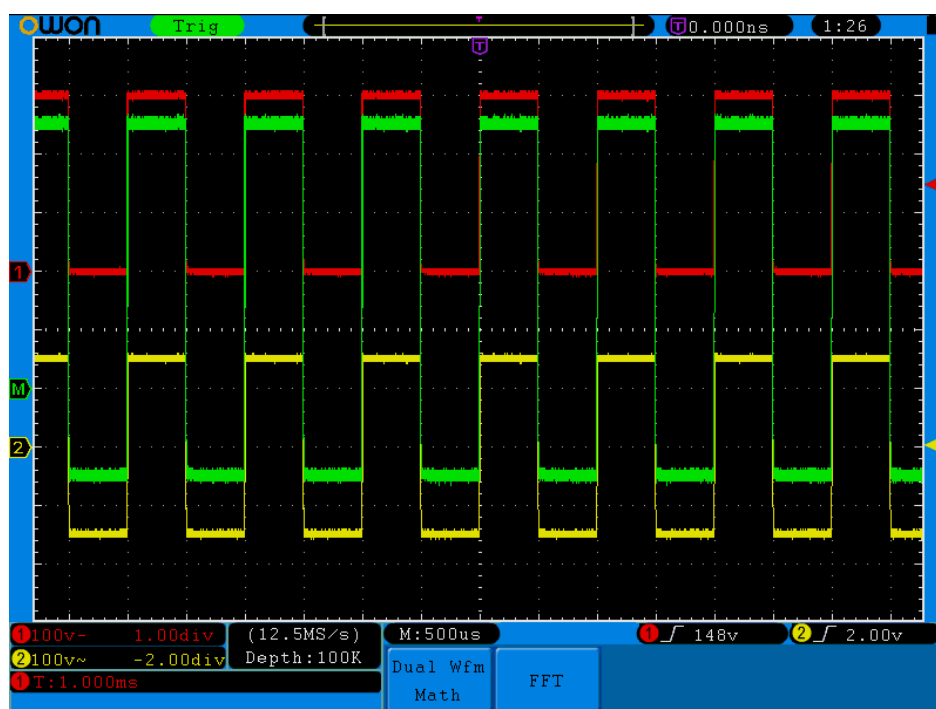 owon Trig T 0.000ns 1:26
T
1
M
2
1 100v- 1.00div (12.5MS/s) M:500us 1 148v 2 2.00v
2 100v~ -2.00div Depth:100K
1 T:1.000ms
Dual Wfm
Math
FFT